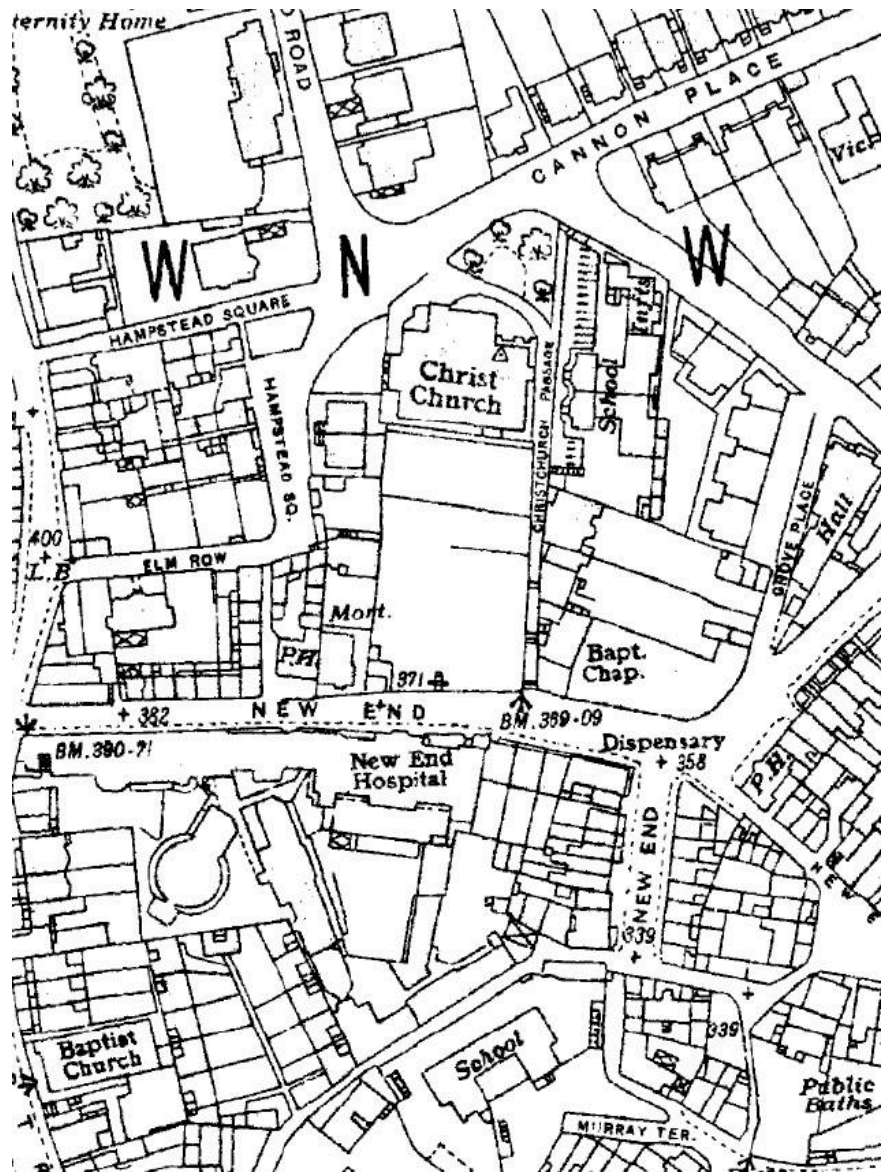 ternity Home
ROAD
CANNON PLACE
Vic.
W N W
HAMPSTEAD SQUARE
Infts
School
Christ
Church
CHRISTCHURCH PASSAGE
HAMPSTEAD SQ.
GROVE PLACE
Hall
400
L.B
ELM ROW
Mort.
P.H.
Bapt.
Chap.
371
382
NEW END
BM.369·09
BM.390·71
Dispensary
358
New End
Hospital
P.H.
NEW END
NEW
339
339
Baptist
Church
School
Public
Baths
MURRAY TER.